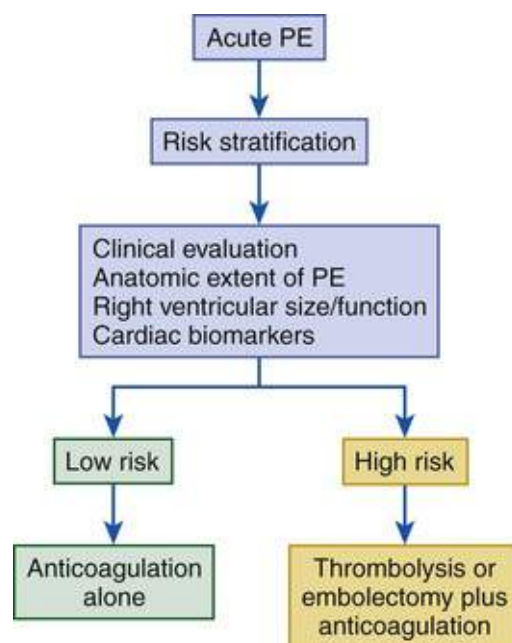 Acute PE
Risk stratification
Clinical evaluation
Anatomic extent of PE
Right ventricular size/function
Cardiac biomarkers
Low risk
High risk
Anticoagulation
alone
Thrombolysis or
embolectomy plus
anticoagulation